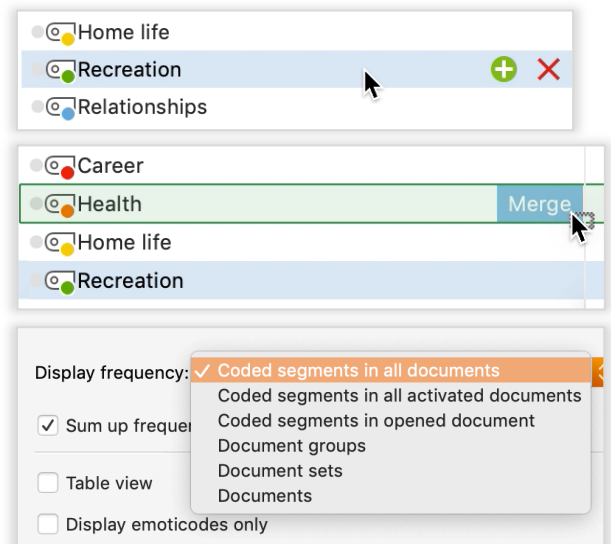 Home life
Recreation
Relationships
Career
Health Merge
Home life
Recreation
Display frequency: ✓ Coded segments in all documents
Coded segments in all activated documents
Sum up frequen Coded segments in opened document
Document groups
Document sets
Table view
Documents
Display emoticodes only